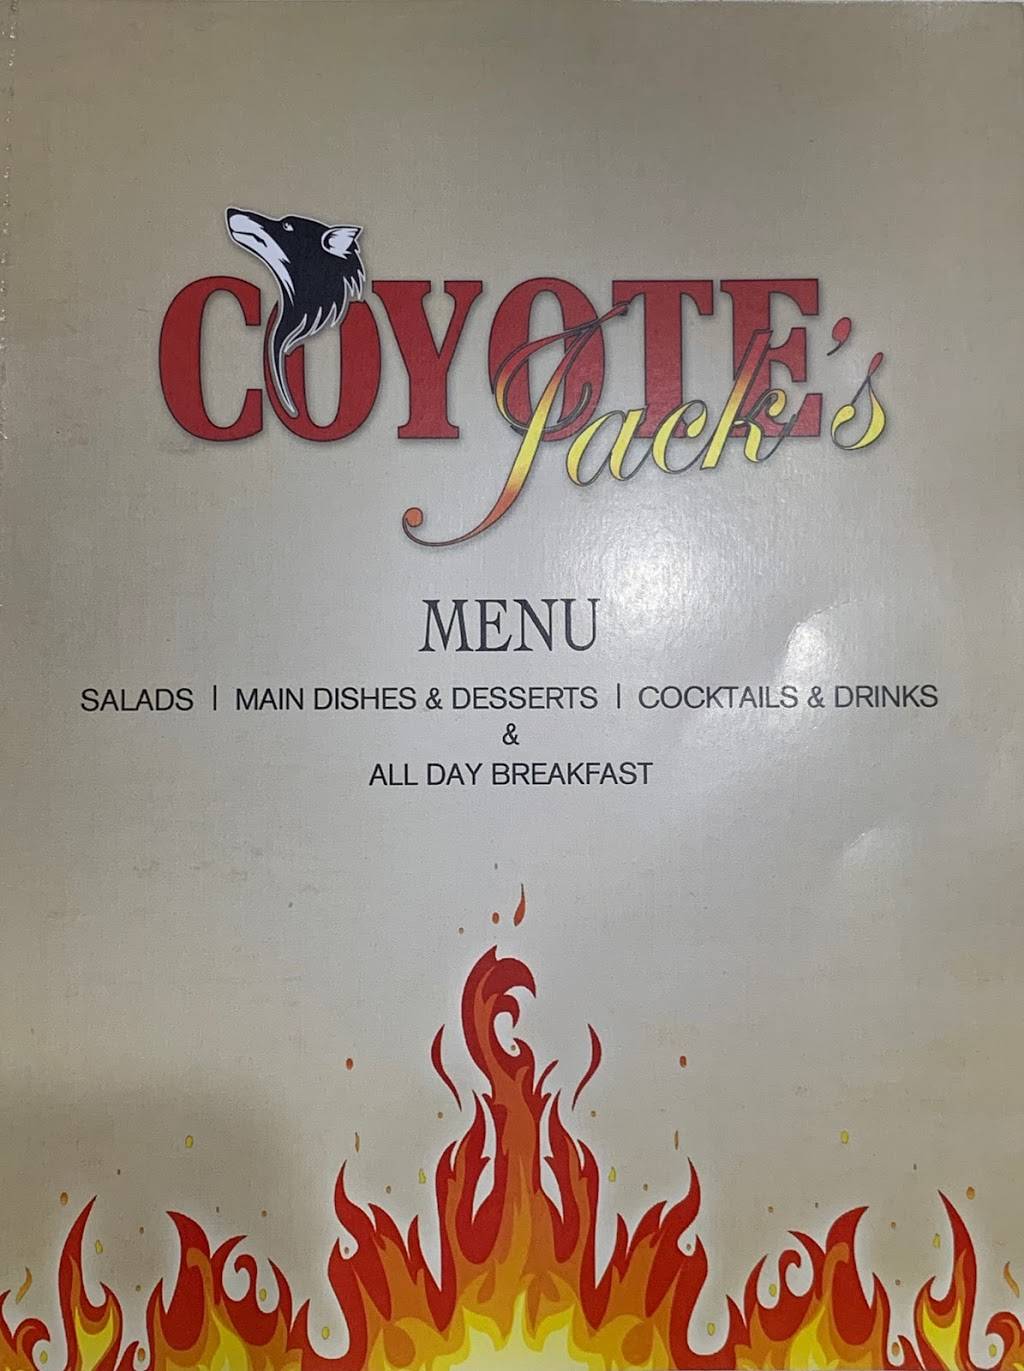 COYOTE's
Jack's
MENU
SALADS | MAIN DISHES & DESSERTS | COCKTAILS & DRINKS
&
ALL DAY BREAKFAST